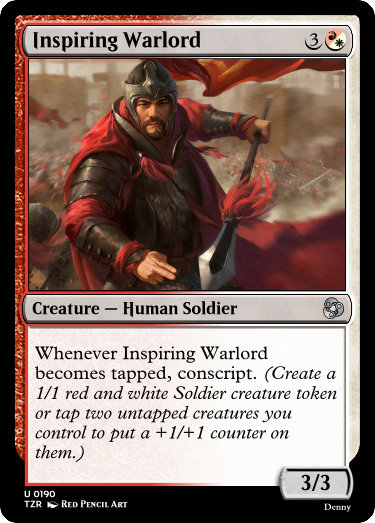 Inspiring Warlord 3
Creature — Human Soldier
Whenever Inspiring Warlord
becomes tapped, conscript. (Create a
1/1 red and white Soldier creature token
or tap two untapped creatures you
control to put a +1/+1 counter on
them.)
3/3
U 0190
TZR Red Pencil Art
Denny